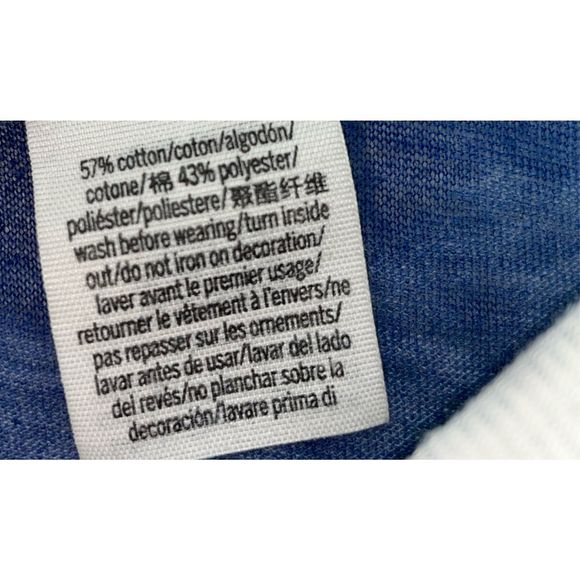 57% cotton/coton/algodón/
cotone/棉 43% polyester/
poliéster/poliestere/聚酯纤维
wash before wearing/turn inside
out/do not iron on decoration/
laver avant le premier usage/
retourner le vêtement à l'envers/ne
pas repasser sur les ornements/
lavar antes de usar/lavar del lado
del revés/no planchar sobre la
decoración/lavare prima di